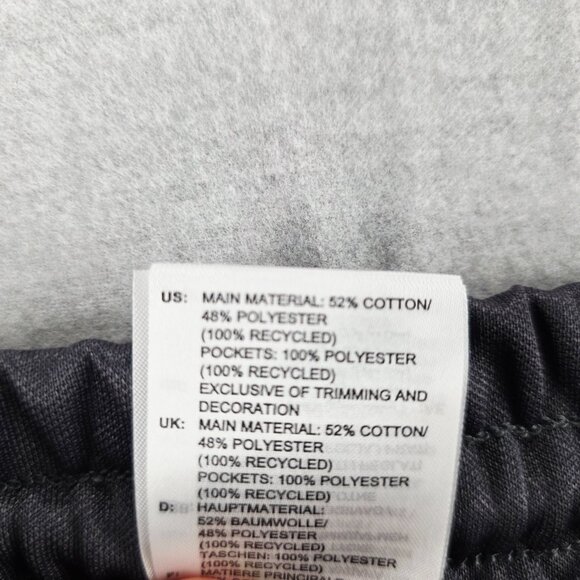 US: MAIN MATERIAL: 52% COTTON/
48% POLYESTER
(100% RECYCLED)
POCKETS: 100% POLYESTER
(100% RECYCLED)
EXCLUSIVE OF TRIMMING AND
DECORATION
UK: MAIN MATERIAL: 52% COTTON/
48% POLYESTER
(100% RECYCLED)
POCKETS: 100% POLYESTER
(100% RECYCLED)
D: HAUPTMATERIAL:
52% BAUMWOLLE/
48% POLYESTER
(100% RECYCLED)
TASCHEN: 100% POLYESTER
(100% RECYCLED)
MATIERE PRINCIPALE